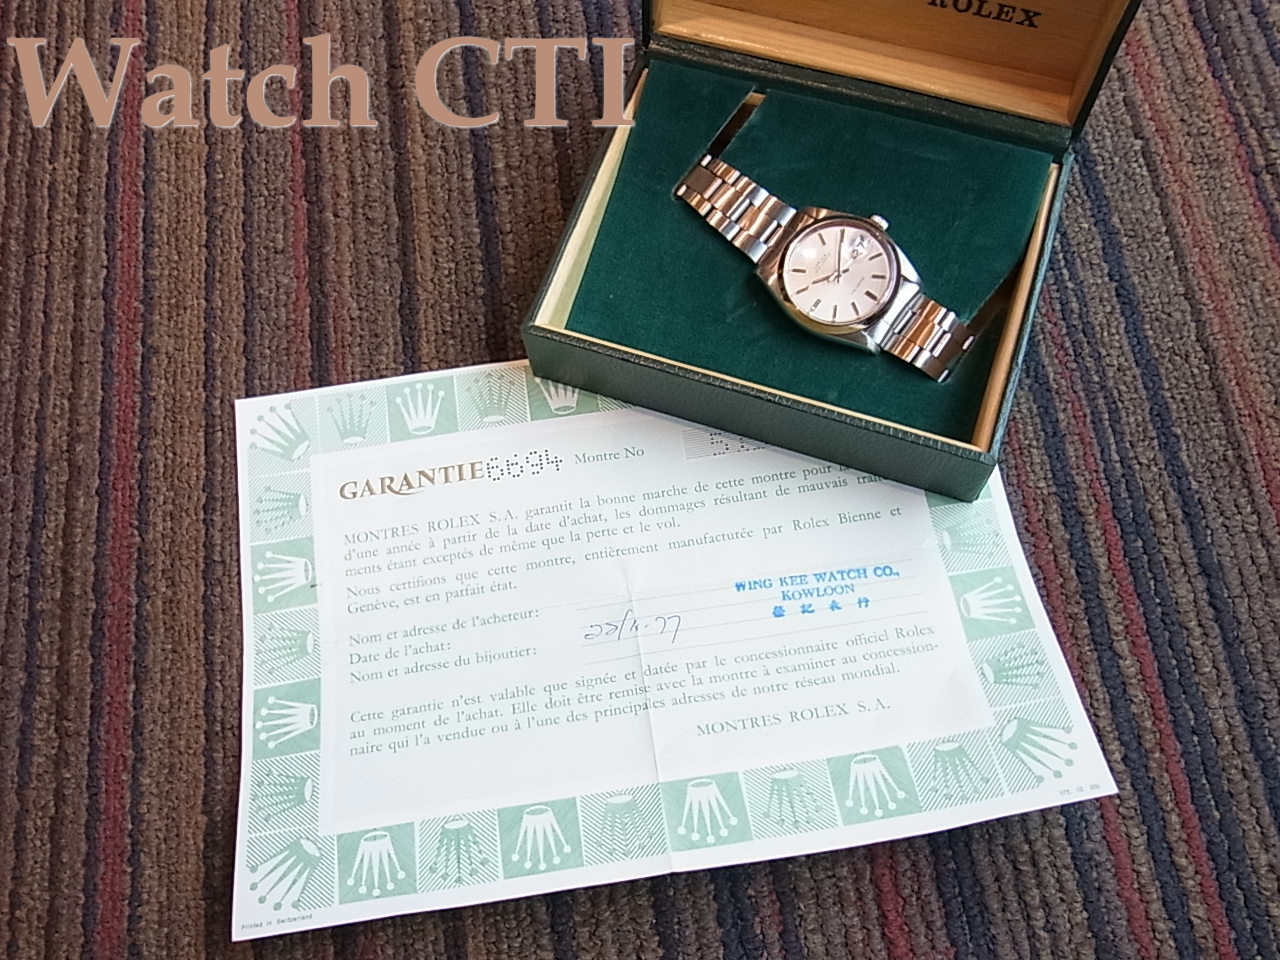 Watch CTI
ROLEX
GARANTIE 6694 Montre No
MONTRES ROLEX S.A. garantit la bonne marche de cette montre pour
d'une année à partir de la date d'achat, les dommages résultant de mauvais
ments étant exceptés de même que la perte et le vol.
Nous certifions que cette montre, entièrement manufacturée par Rolex Bienne et
Genève, est en parfait état.
Nom et adresse de l'acheteur:
Date de l'achat:
Nom et adresse du bijoutier:
WING KEE WATCH CO.,
KOWLOON
Cette garantie n'est valable que signée et datée par le concessionnaire officiel Rolex
au moment de l'achat. Elle doit être remise avec la montre à examiner au concession-
naire qui l'a vendue ou à l'une des principales adresses de notre réseau mondial.
MONTRES ROLEX S.A.
Printed in Switzerland